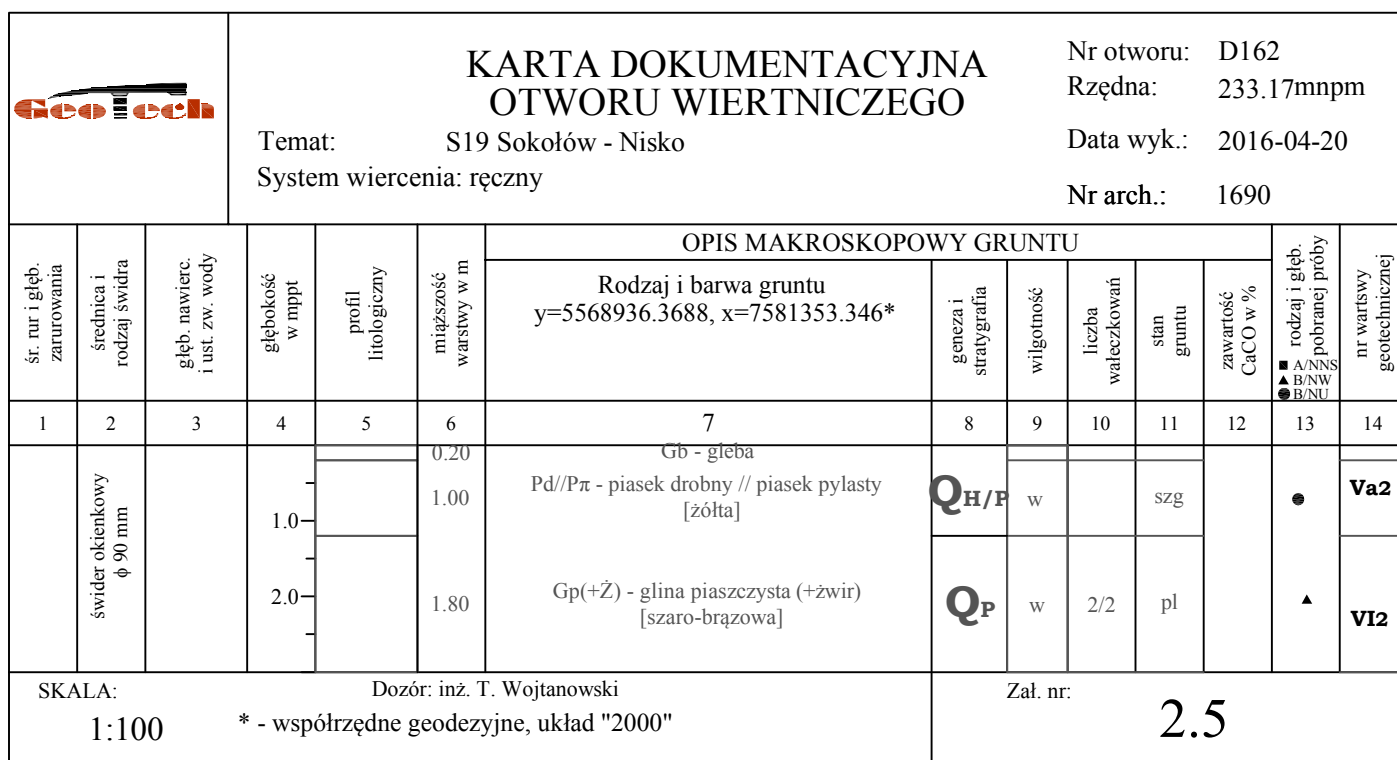 GeoTech
KARTA DOKUMENTACYJNA
OTWORU WIERTNICZEGO
Temat: S19 Sokołów - Nisko
System wiercenia: ręczny
Nr otworu: D162
Rzędna: 233.17mnpm
Data wyk.: 2016-04-20
Nr arch.: 1690
śr. rur i głęb.
zarurowania
średnica i
rodzaj świdra
głęb. nawierc.
i ust. zw. wody
głębokość
w mppt
profil
litologiczny
miąższość
warstwy w m
OPIS MAKROSKOPOWY GRUNTU
Rodzaj i barwa gruntu
y=5568936.3688, x=7581353.346*
geneza i
stratygrafia
wilgotność
liczba
wałeczkowań
stan
gruntu
zawartość
CaCO w %
rodzaj i głęb.
pobranej próby
■ A/NNS
▲ B/NW
● B/NU
nr wartswy
geotechnicznej
1 2 3 4 5 6 7 8 9 10 11 12 13 14
świder okienkowy
ϕ 90 mm
1.0
2.0
0.20 Gb - gleba
1.00 Pd//Pπ - piasek drobny // piasek pylasty
[żółta]
QH/P w szg Va2
1.80 Gp(+Ż) - glina piaszczysta (+żwir)
[szaro-brązowa]
QP w 2/2 pl VI2
SKALA:
1:100
Dozór: inż. T. Wojtanowski
* - współrzędne geodezyjne, układ "2000"
Zał. nr:
2.5